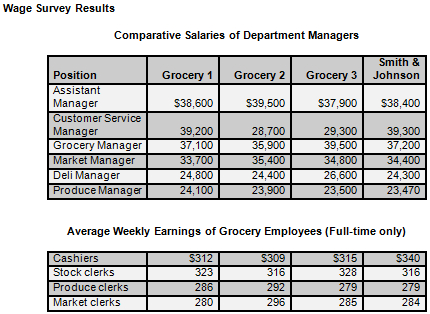 Wage Survey Results
Comparative Salaries of Department Managers
Position Grocery 1 Grocery 2 Grocery 3 Smith & Johnson
Assistant Manager $38,600 $39,500 $37,900 $38,400
Customer Service Manager 39,200 28,700 29,300 39,300
Grocery Manager 37,100 35,900 39,500 37,200
Market Manager 33,700 35,400 34,800 34,400
Deli Manager 24,800 24,400 26,600 24,300
Produce Manager 24,100 23,900 23,500 23,470
Average Weekly Earnings of Grocery Employees (Full-time only)
Cashiers $312 $309 $315 $340
Stock clerks 323 316 328 316
Produce clerks 286 292 279 279
Market clerks 280 296 285 284